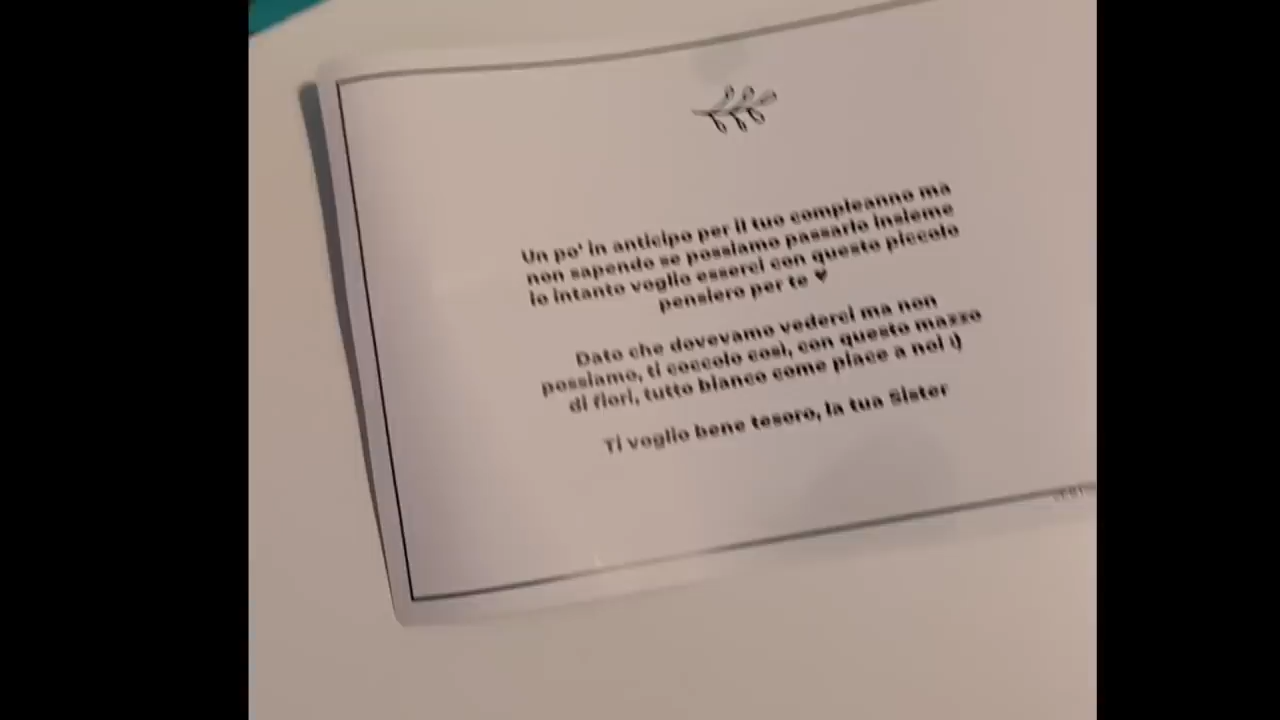 Un po' in anticipo per il tuo compleanno ma
non sapendo se possiamo passarlo insieme
io intanto voglio esserci con questo piccolo
pensiero per te ♥
Dato che dovevamo vederci ma non
possiamo, ti coccolo così, con questo mazzo
di fiori, tutto bianco come piace a noi :)
Ti voglio bene tesoro, la tua Sister